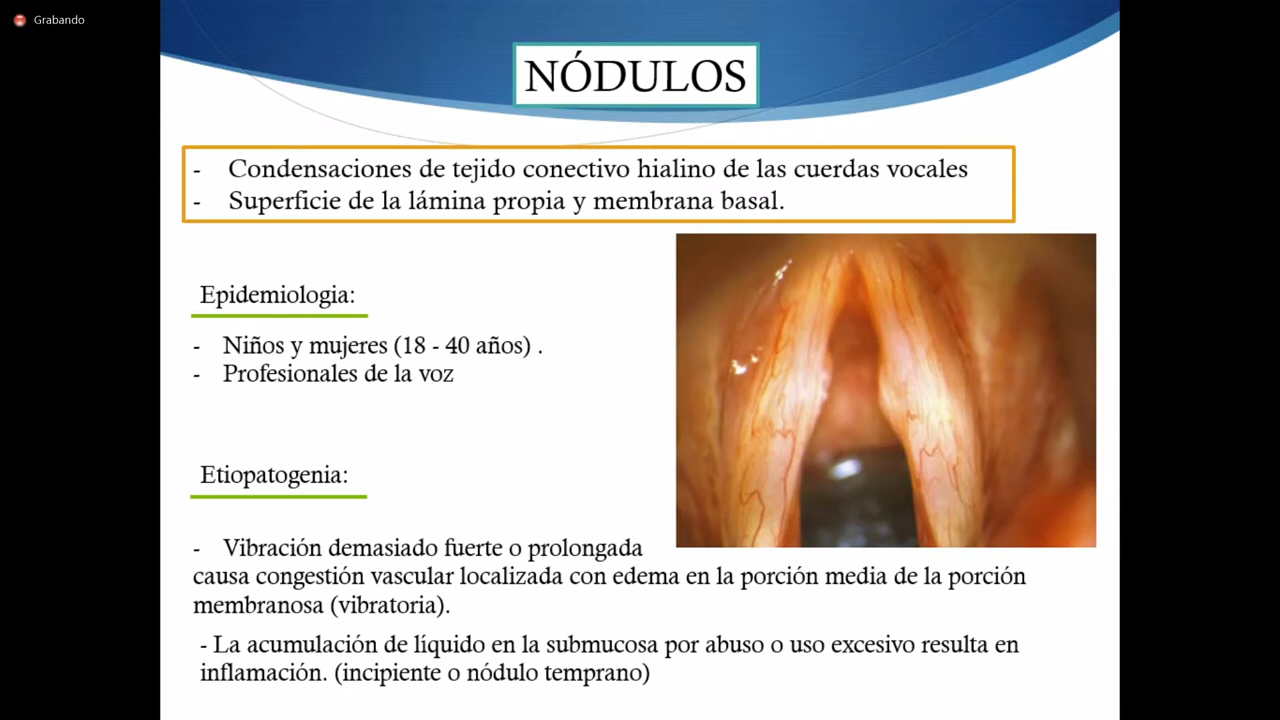 Grabando
NÓDULOS
- Condensaciones de tejido conectivo hialino de las cuerdas vocales
- Superficie de la lámina propia y membrana basal.
Epidemiologia:
- Niños y mujeres (18 - 40 años) .
- Profesionales de la voz
Etiopatogenia:
- Vibración demasiado fuerte o prolongada
causa congestión vascular localizada con edema en la porción media de la porción
membranosa (vibratoria).
- La acumulación de líquido en la submucosa por abuso o uso excesivo resulta en
inflamación. (incipiente o nódulo temprano)